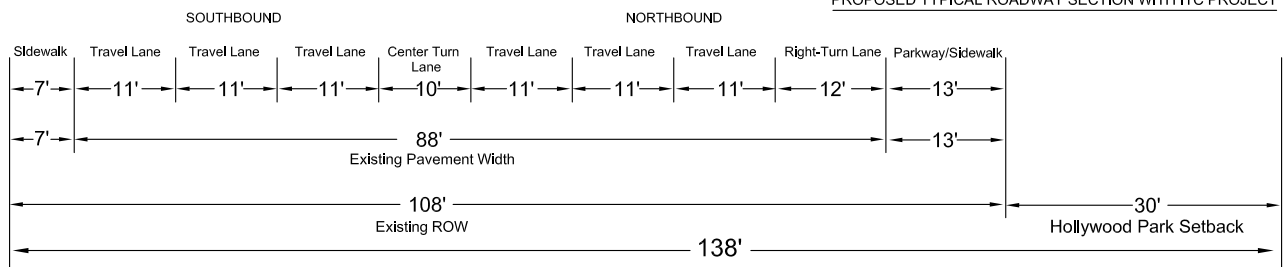 PROPOSED TYPICAL ROADWAY SECTION WITH ITC PROJECT
SOUTHBOUND NORTHBOUND
Sidewalk Travel Lane Travel Lane Travel Lane Center Turn Lane Travel Lane Travel Lane Travel Lane Right-Turn Lane Parkway/Sidewalk
7' 11' 11' 11' 10' 11' 11' 11' 12' 13'
7' 88' 13'
Existing Pavement Width
108' 30'
Existing ROW Hollywood Park Setback
138'